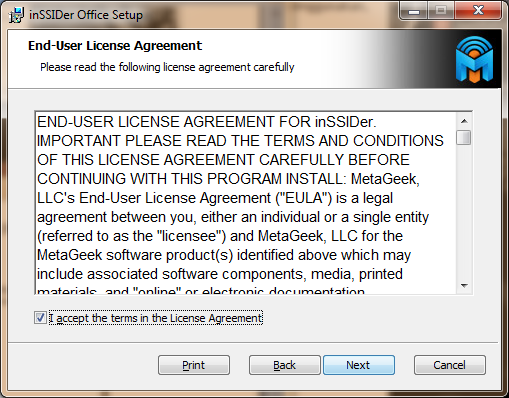 inSSIDer Office Setup
End-User License Agreement
Please read the following license agreement carefully
END-USER LICENSE AGREEMENT FOR inSSIDer.
IMPORTANT PLEASE READ THE TERMS AND CONDITIONS
OF THIS LICENSE AGREEMENT CAREFULLY BEFORE
CONTINUING WITH THIS PROGRAM INSTALL: MetaGeek,
LLC's End-User License Agreement ("EULA") is a legal
agreement between you, either an individual or a single entity
(referred to as the "licensee") and MetaGeek, LLC for the
MetaGeek software product(s) identified above which may
include associated software components, media, printed
materials, and "online" or electronic documentation
I accept the terms in the License Agreement
Print Back Next Cancel